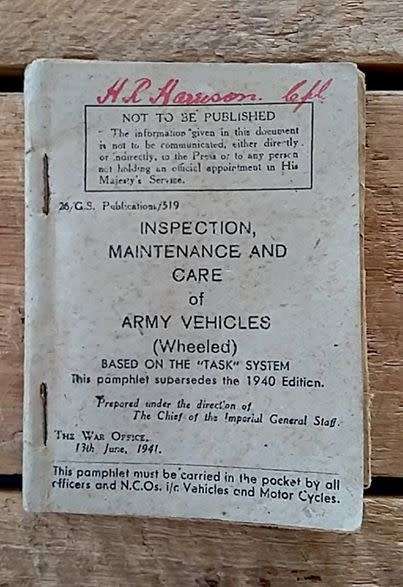 H R Harrison. Cpl.
NOT TO BE PUBLISHED
The information given in this document
is not to be communicated, either directly
or indirectly, to the Press or to any person
not holding an official appointment in His
Majesty's Service.
26/G.S. Publications/519
INSPECTION,
MAINTENANCE AND
CARE
of
ARMY VEHICLES
(Wheeled)
BASED ON THE "TASK" SYSTEM
This pamphlet supersedes the 1940 Edition.
Prepared under the direction of
The Chief of the Imperial General Staff.
THE WAR OFFICE,
13th June, 1941.
This pamphlet must be carried in the pocket by all
officers and N.C.Os. i/c Vehicles and Motor Cycles.